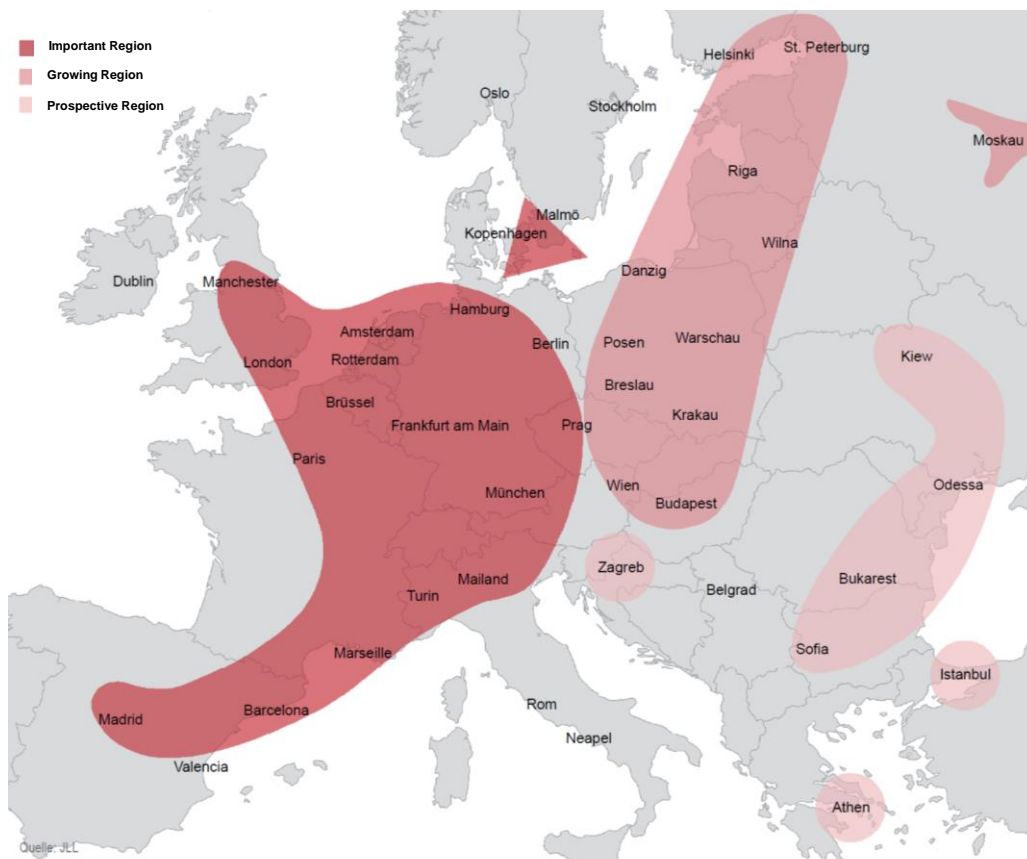 Important Region
Growing Region
Prospective Region
Helsinki
St. Peterburg
Oslo
Stockholm
Moskau
Riga
Malmö
Kopenhagen
Wilna
Dublin
Manchester
Danzig
Hamburg
Amsterdam
Berlin
Posen
Warschau
London
Rotterdam
Kiew
Breslau
Brüssel
Krakau
Frankfurt am Main
Prag
Paris
München
Wien
Budapest
Odessa
Zagreb
Mailand
Bukarest
Turin
Belgrad
Marseille
Sofia
Istanbul
Rom
Barcelona
Madrid
Neapel
Valencia
Athen
Quelle: JLL